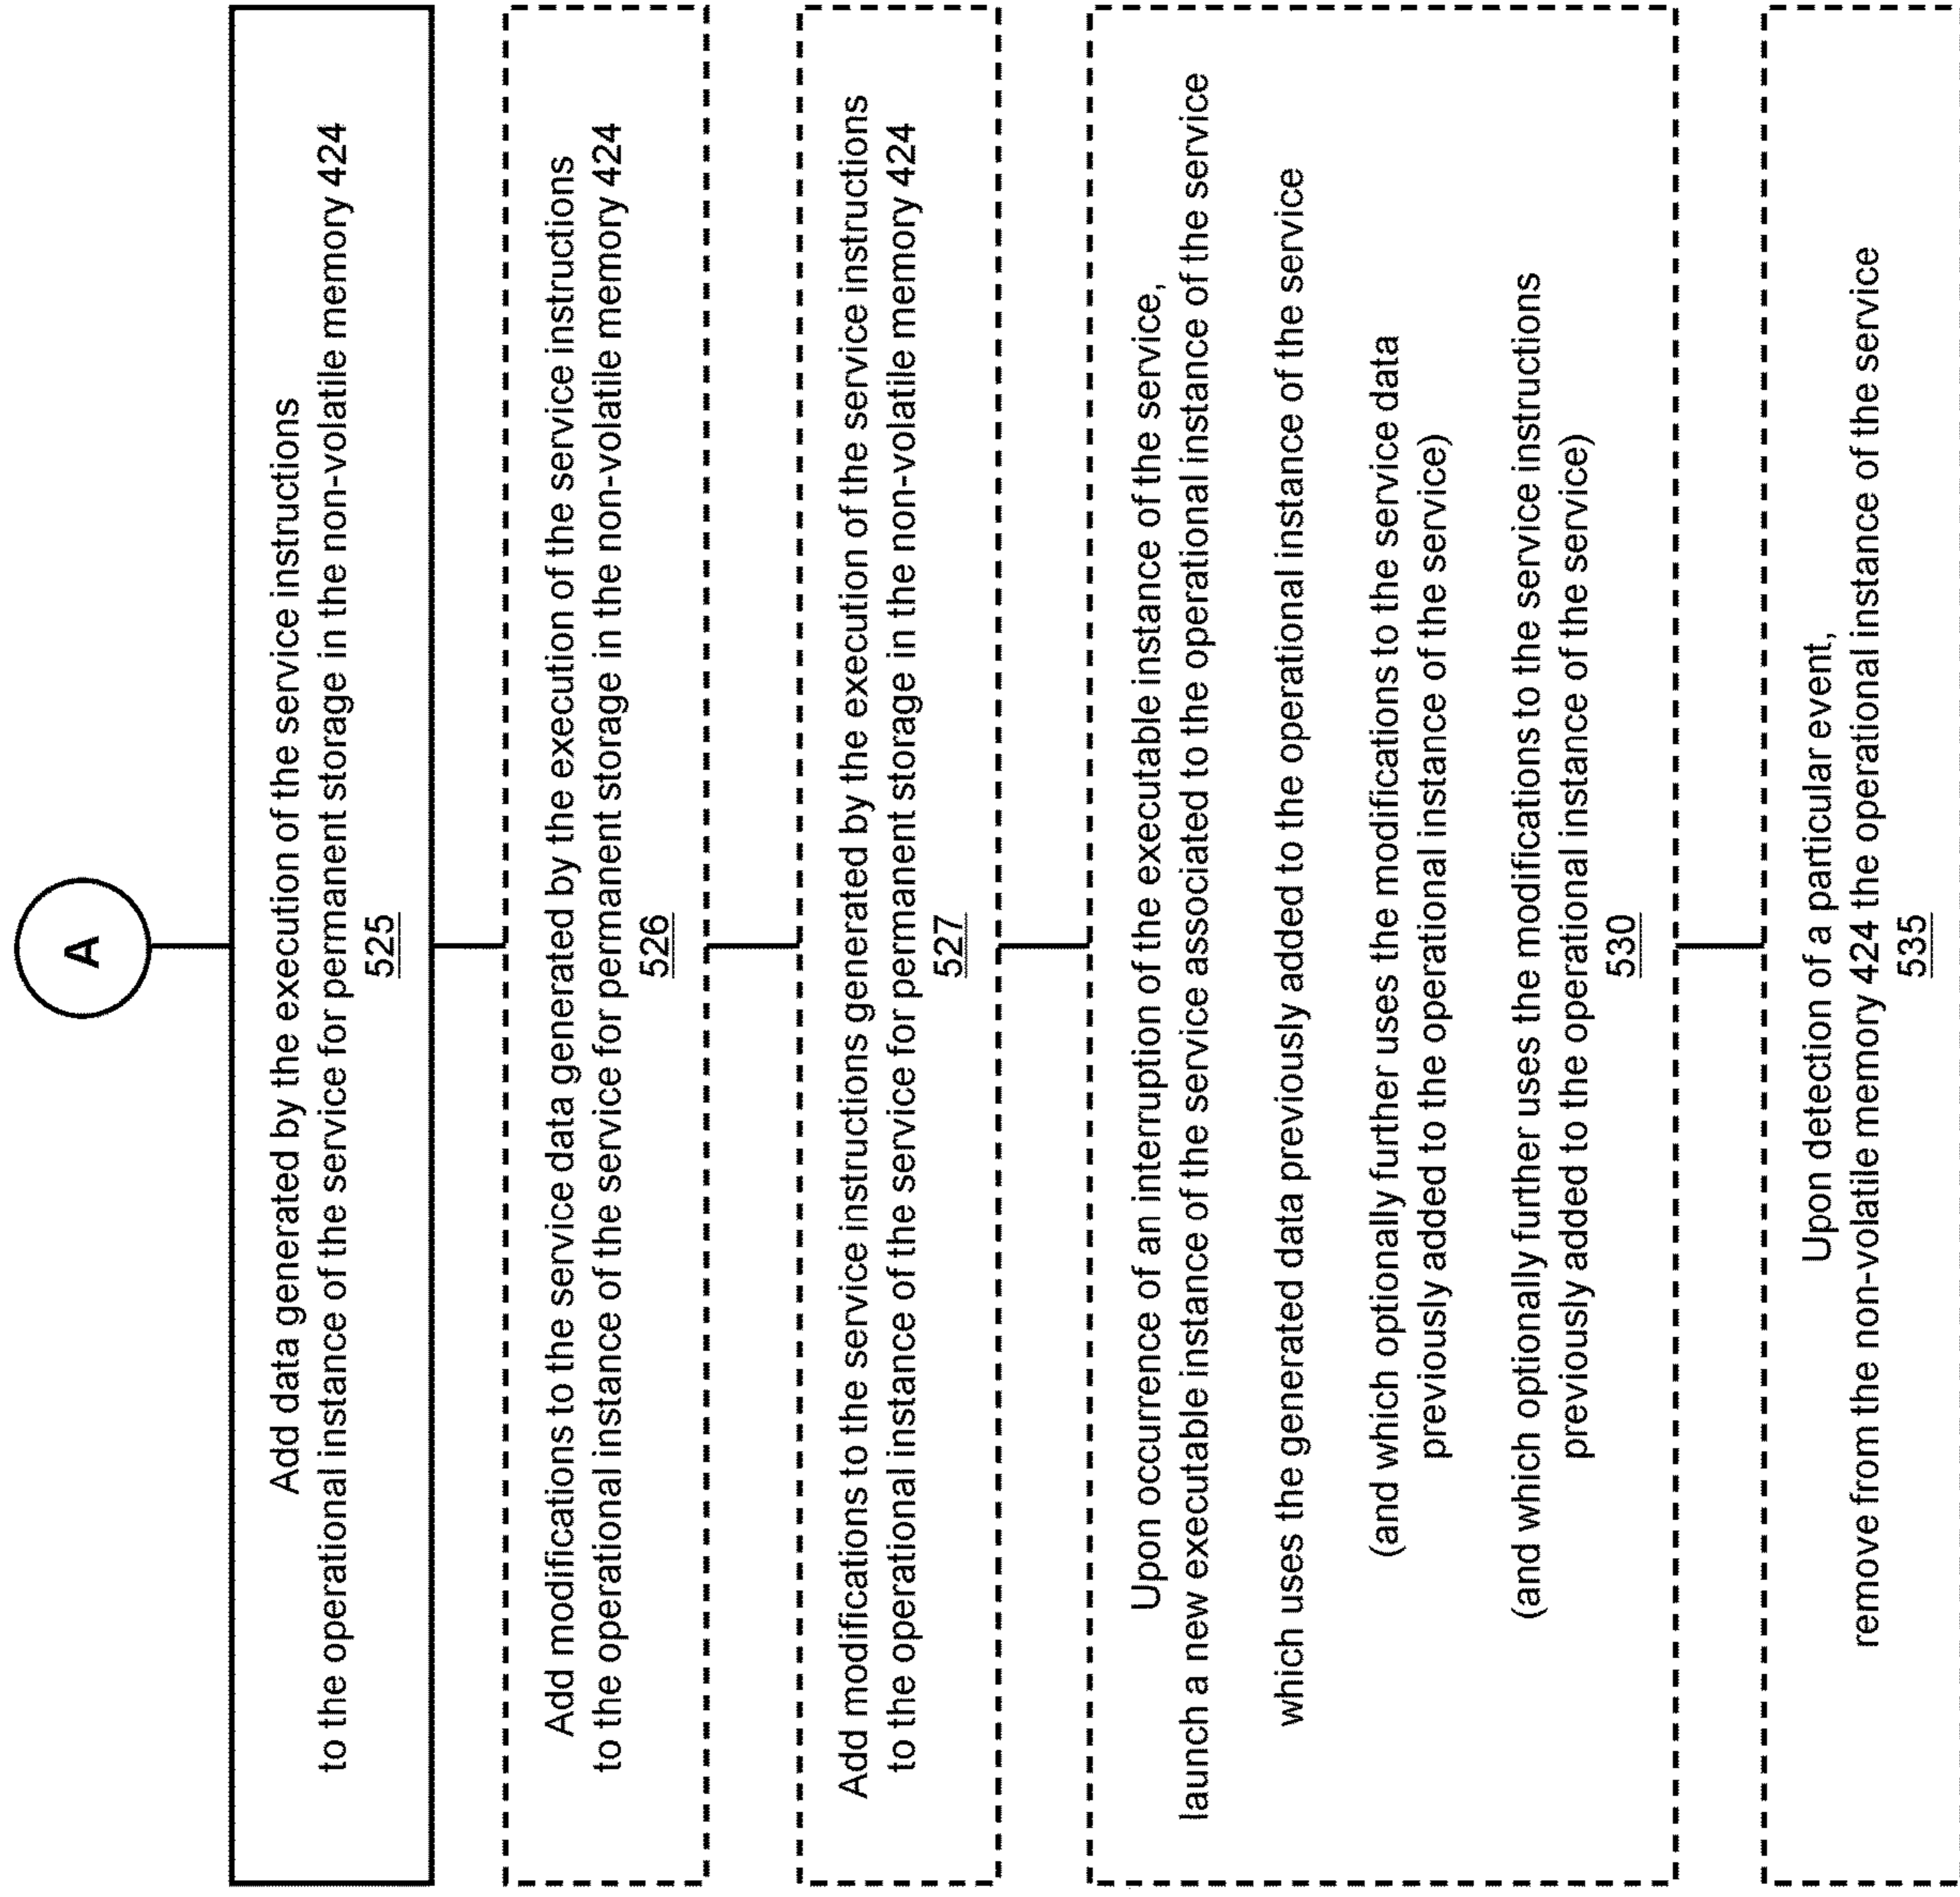 A
Add data generated by the execution of the service instructions
to the operational instance of the service for permanent storage in the non-volatile memory 424
525
Add modifications to the service data generated by the execution of the service instructions
to the operational instance of the service for permanent storage in the non-volatile memory 424
526
Add modifications to the service instructions generated by the execution of the service instructions
to the operational instance of the service for permanent storage in the non-volatile memory 424
527
Upon occurrence of an interruption of the executable instance of the service,
launch a new executable instance of the service associated to the operational instance of the service
which uses the generated data previously added to the operational instance of the service
(and which optionally further uses the modifications to the service data
previously added to the operational instance of the service)
(and which optionally further uses the modifications to the service instructions
previously added to the operational instance of the service)
530
Upon detection of a particular event,
remove from the non-volatile memory 424 the operational instance of the service
535